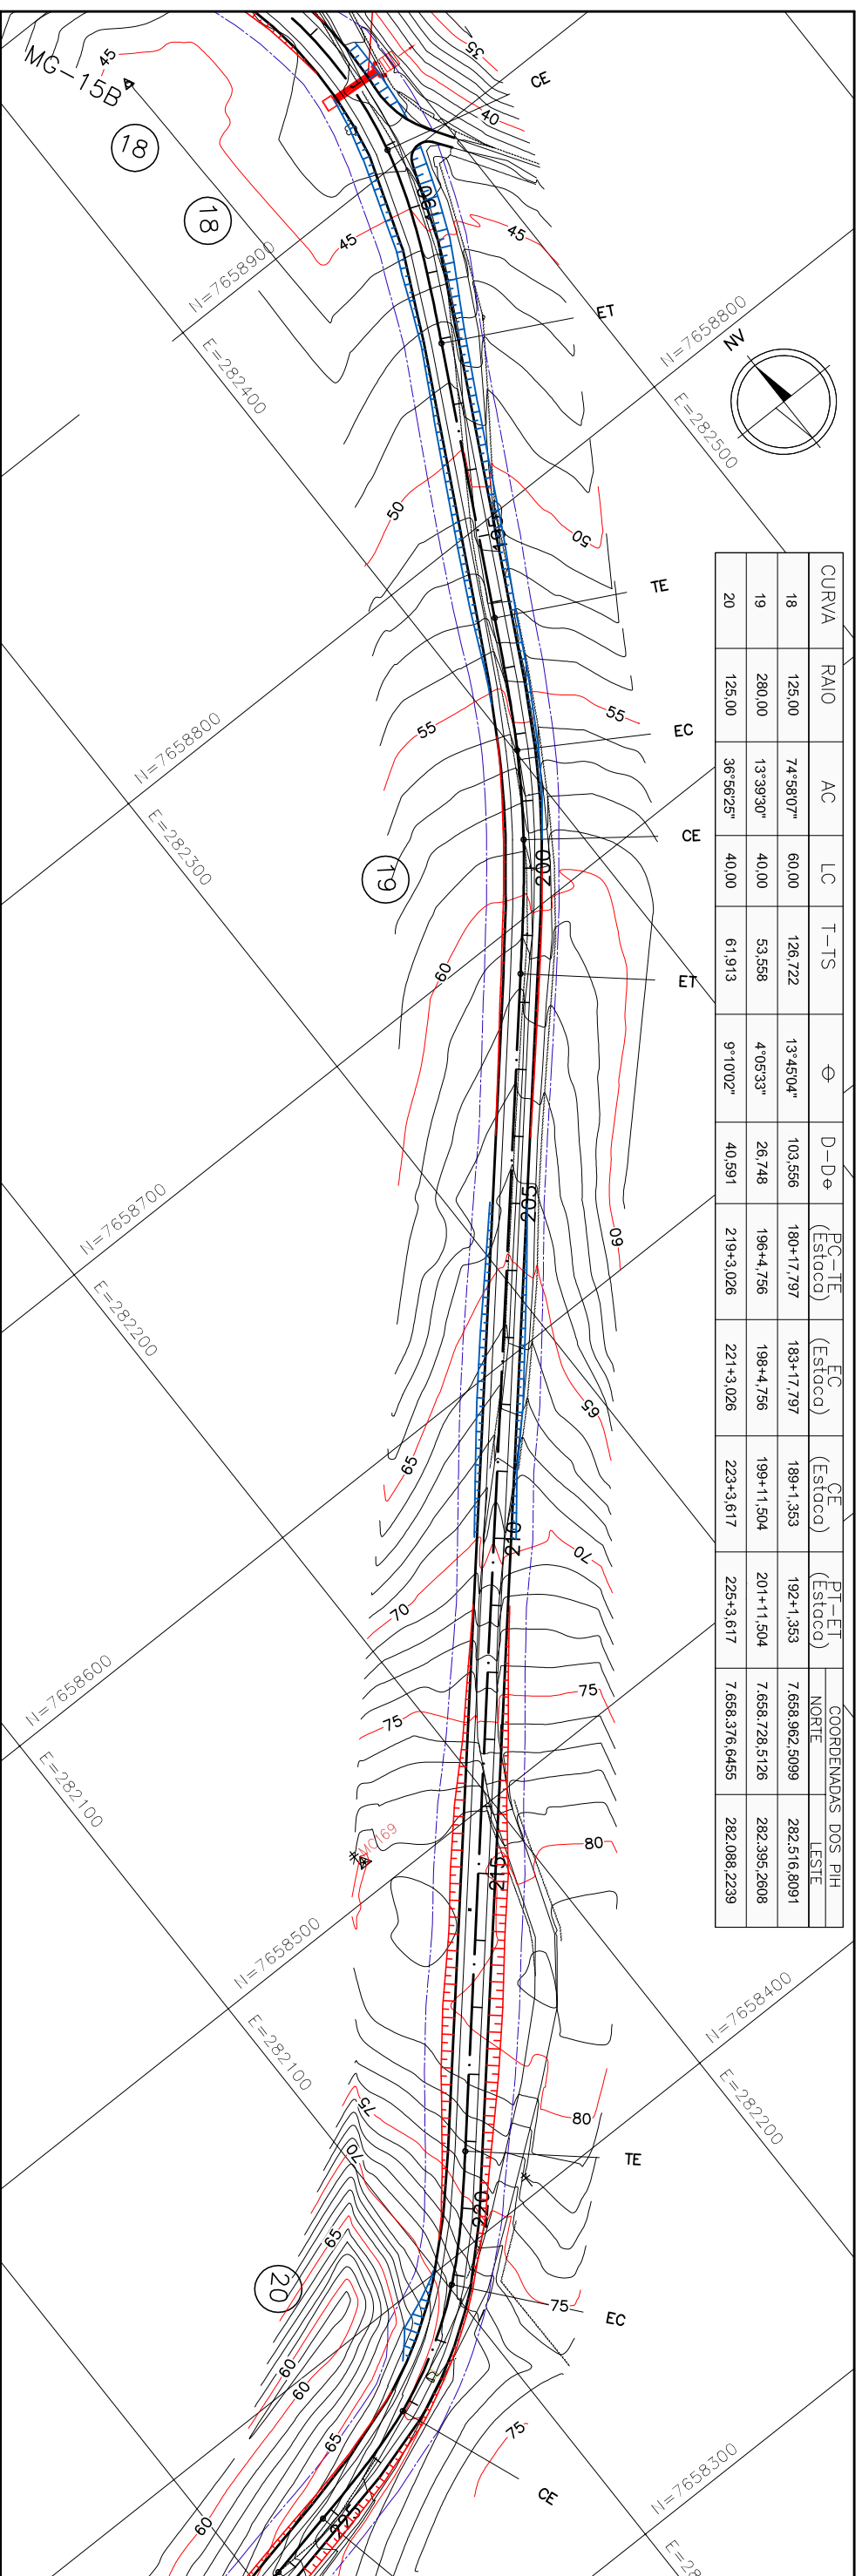 CURVA RAIO AC LC T-TS Ѳ D-DѲ PC-TE (Estaca) EC (Estaca) CE (Estaca) PT-ET (Estaca) COORDENADAS DOS PIH
NORTE LESTE
18 125,00 74°58'07" 60,00 126,722 13°45'04" 103,556 180+17,797 183+17,797 189+1,353 192+1,353 7.658.962,5099 282.516,8091
19 280,00 13°39'30" 40,00 53,558 4°05'33" 26,748 196+4,756 198+4,756 199+11,504 201+11,504 7.658.728,5126 282.395,2608
20 125,00 36°56'25" 40,00 61,913 9°10'02" 40,591 219+3,026 221+3,026 223+3,617 225+3,617 7.658.376,6455 282.088,2239
NV
35
CE
45
MG-15B
40
18
18
190
45
45
N=7658900
ET
N=7658800
E=282400
E=282500
50
50
195
TE
55
55
EC
N=7658800
E=282300
CE
200
19
60
ET
205
N=7658700
60
E=282200
65
65
210
70
70
N=7658600
75
75
E=282100
MC169
80
215
N=7658500
N=7658400
E=282100
E=282200
75
80
70
TE
220
65
20
75
EC
60
60
75
65
N=7658300
CE
60
225
E=28